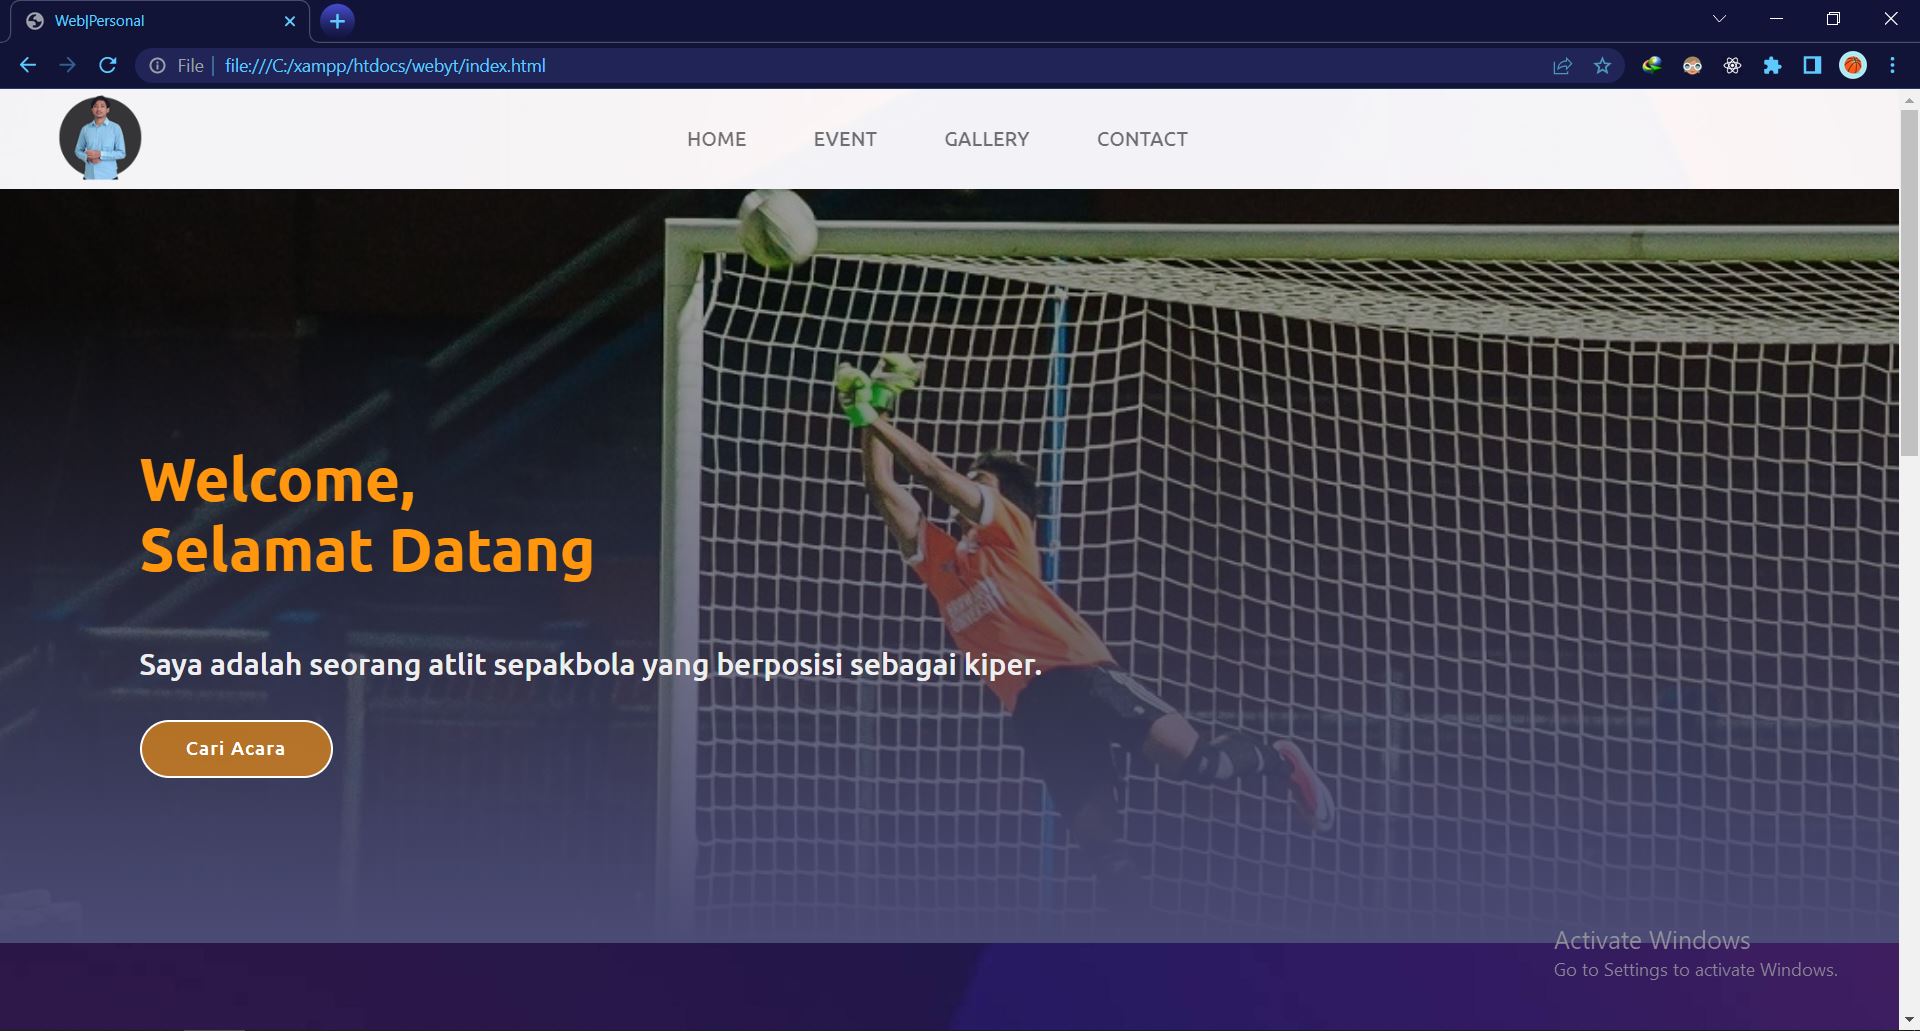 Web|Personal
File file:///C:/xampp/htdocs/webyt/index.html
HOME EVENT GALLERY CONTACT
Welcome,
Selamat Datang
Saya adalah seorang atlit sepakbola yang berposisi sebagai kiper.
Cari Acara
Activate Windows
Go to Settings to activate Windows.